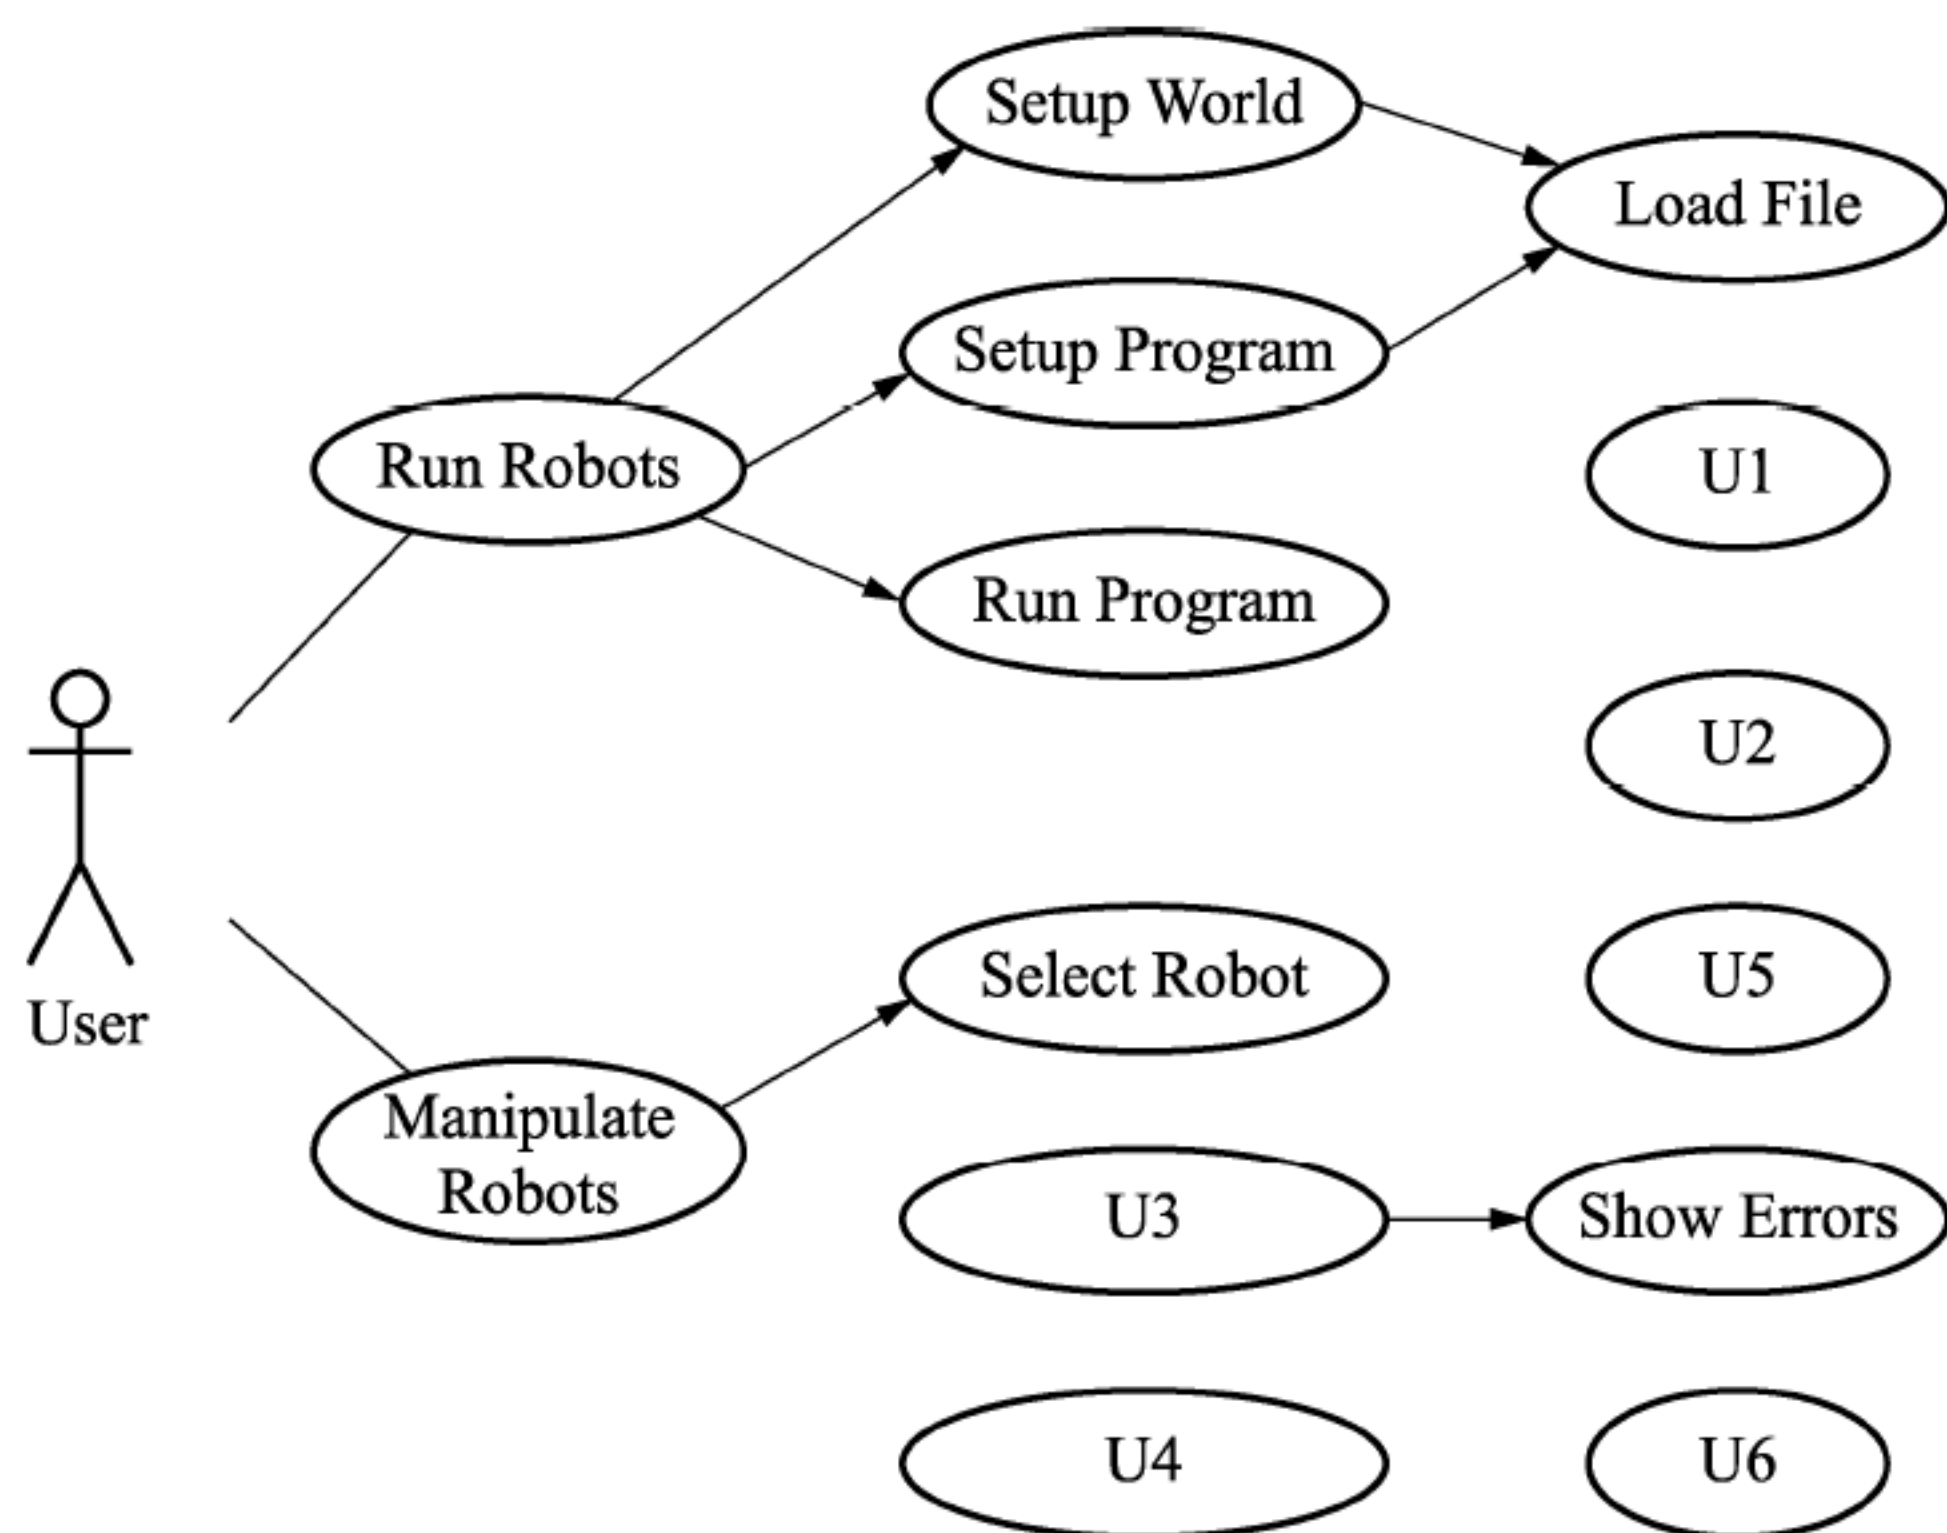 Setup World
Load File
Setup Program
Run Robots
U1
Run Program
U2
Select Robot
U5
User
Manipulate
Robots
U3
Show Errors
U4
U6